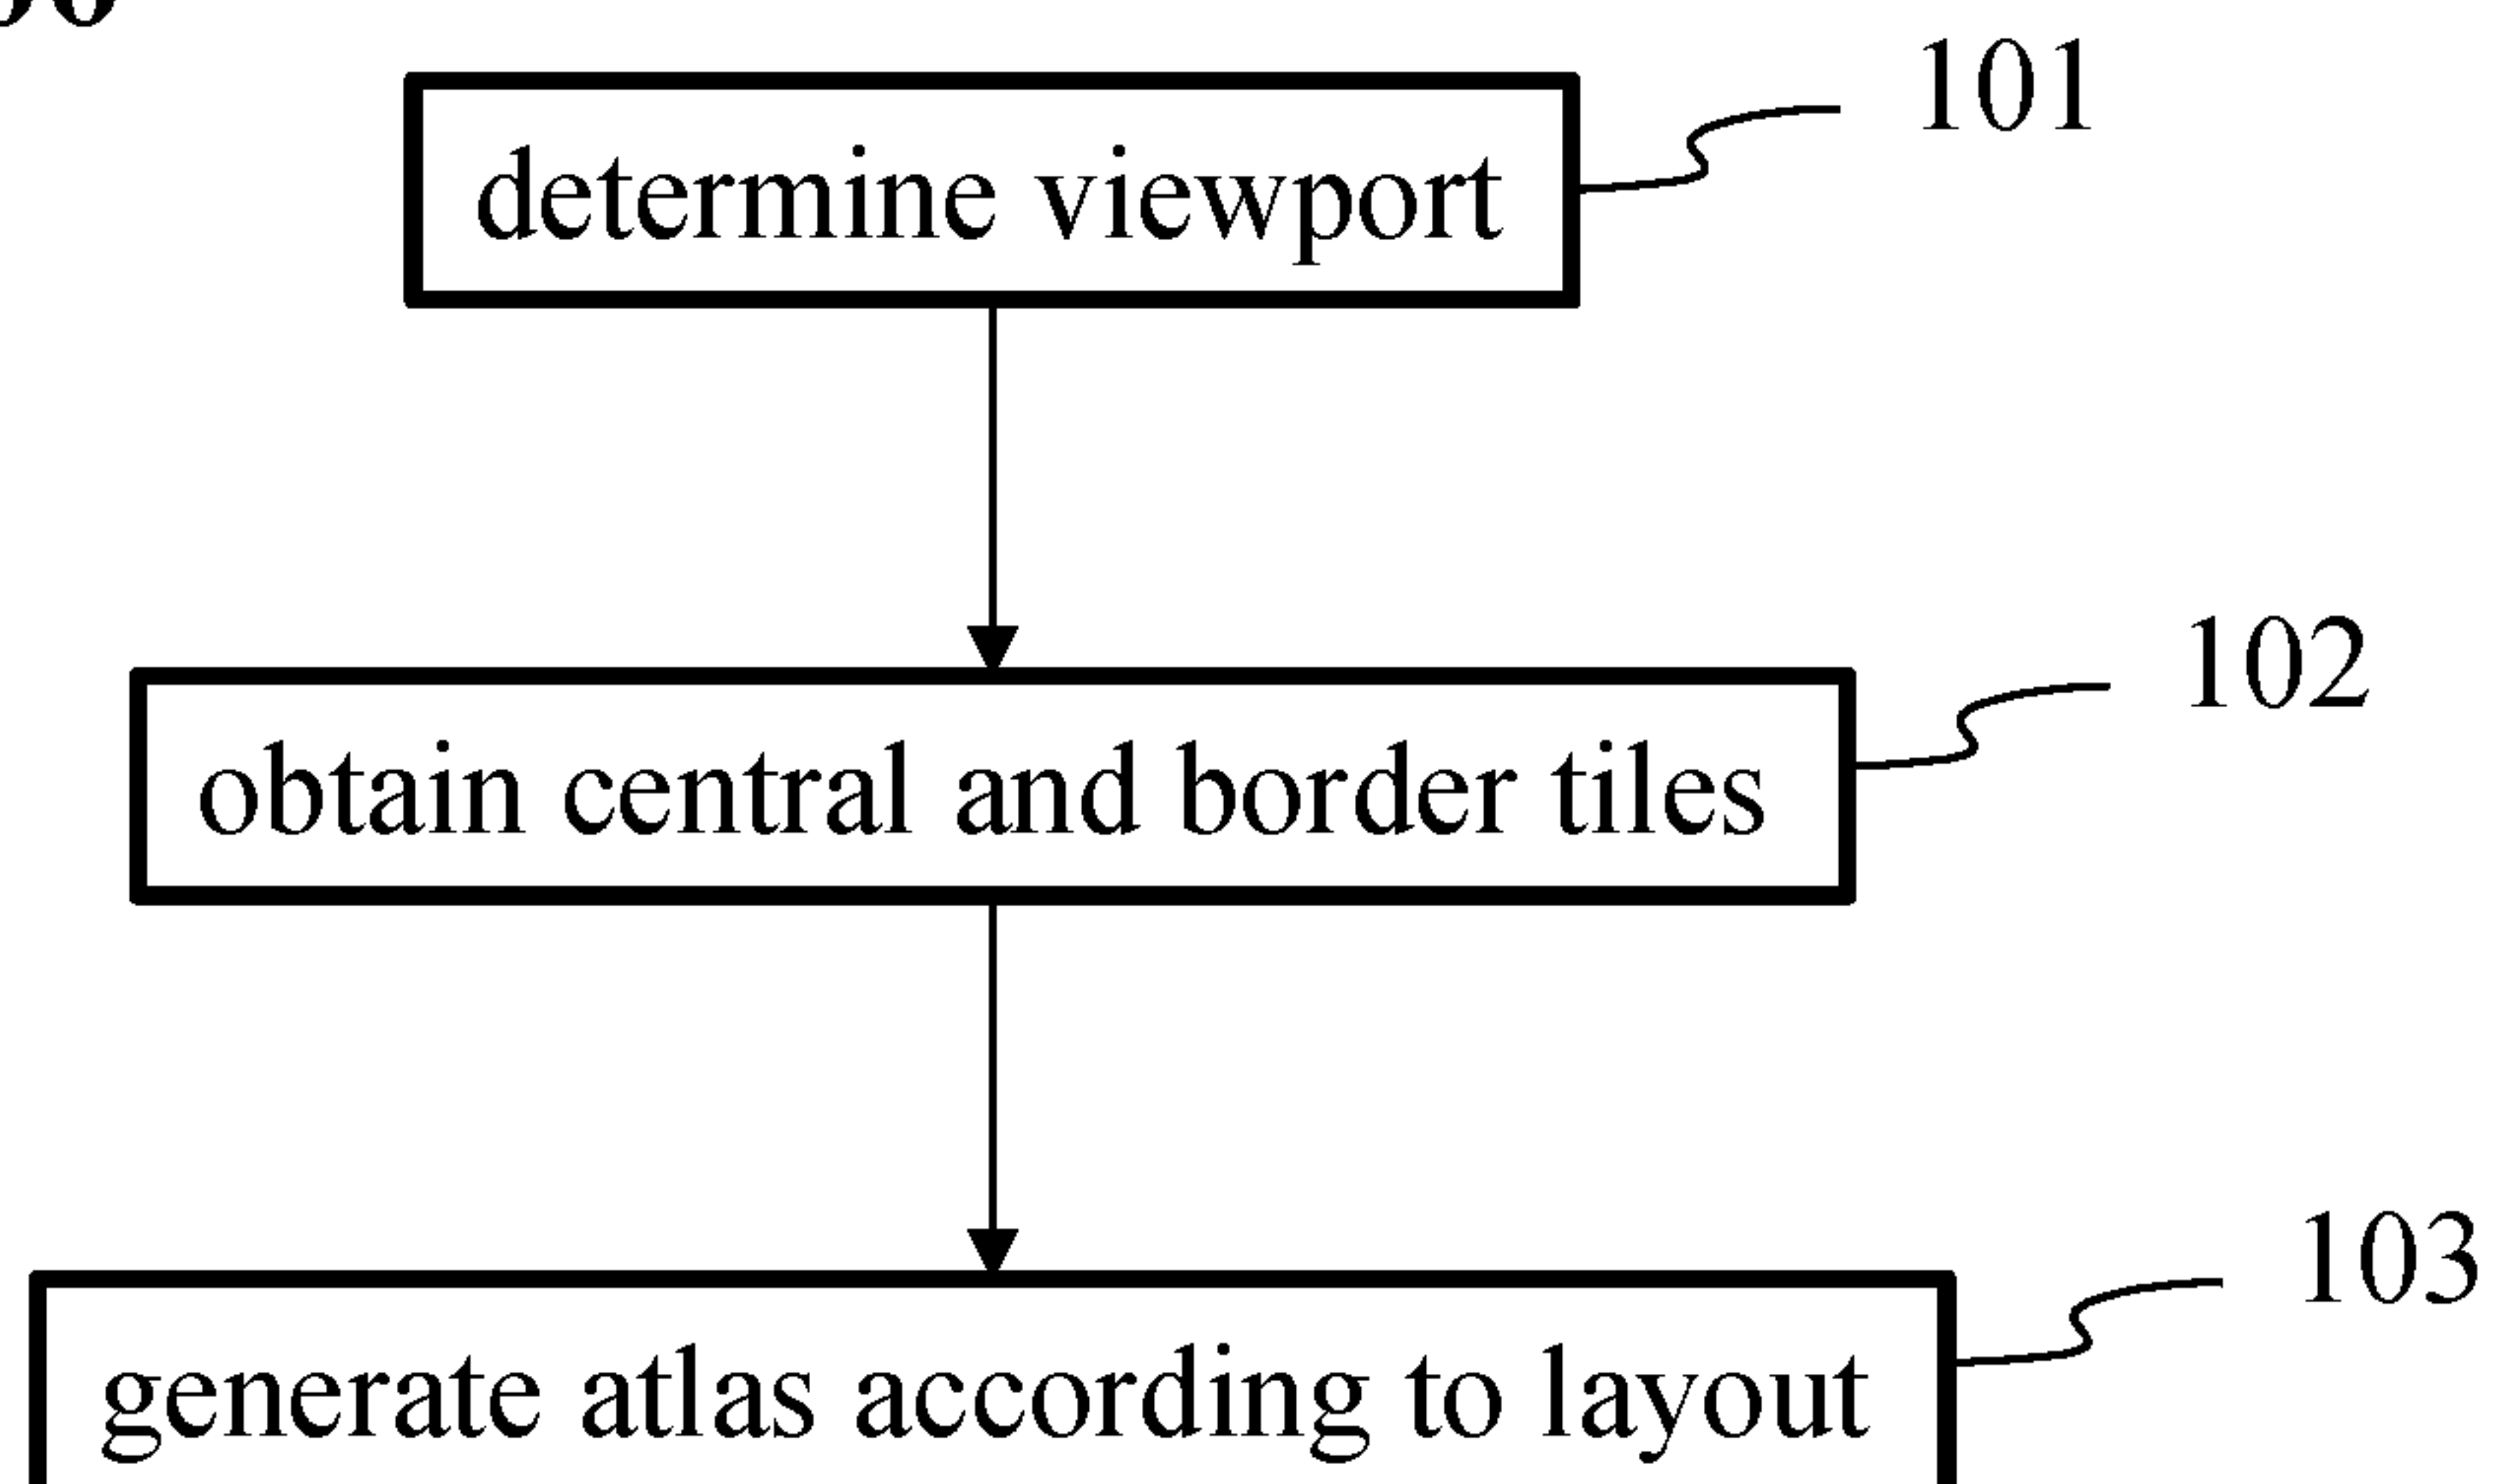 101
determine viewport
102
obtain central and border tiles
103
generate atlas according to layout